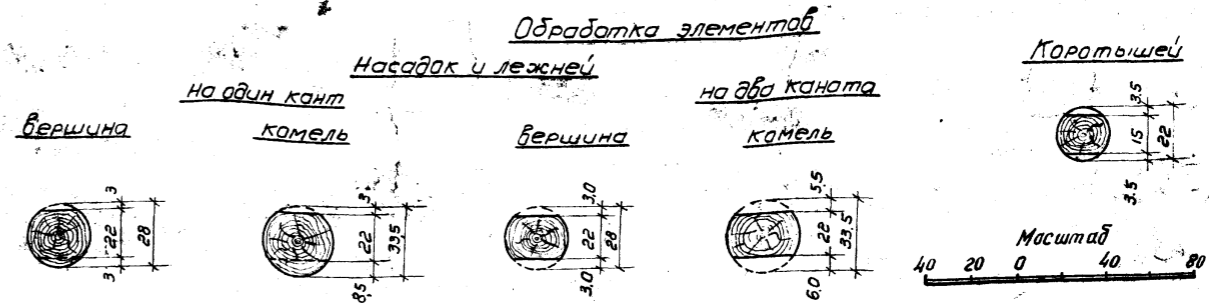 Обработка элементов
Насадок и лежней
Коротышей
на один кант
на два каната
вершина
комель
вершина
комель
3
22
28
3
3
22
33,5
8,5
3,0
22
28
3,0
5,5
22
33,5
6,0
3.5
15
22
3.5
Масштаб
40 20 0 40 80